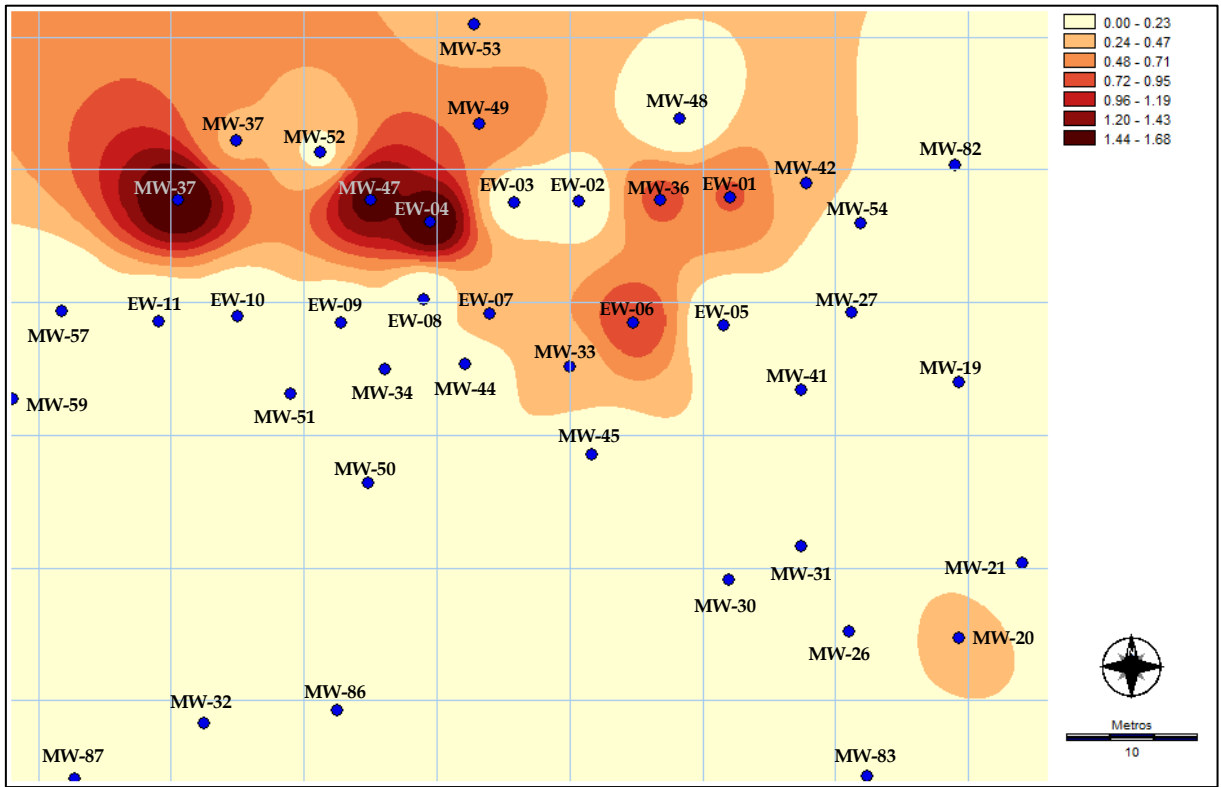 0.00 - 0.23
0.24 - 0.47
0.48 - 0.71
0.72 - 0.95
0.96 - 1.19
1.20 - 1.43
1.44 - 1.68
MW-53
MW-49
MW-48
MW-37
MW-52
MW-82
MW-42
MW-37
MW-47
EW-04
EW-03
EW-02
MW-36
EW-01
MW-54
MW-57
EW-11
EW-10
EW-09
EW-08
EW-07
EW-06
EW-05
MW-27
MW-33
MW-34
MW-44
MW-41
MW-19
MW-59
MW-51
MW-45
MW-50
MW-31
MW-21
MW-30
MW-26
MW-20
MW-32
MW-86
MW-87
MW-83
Metros
10